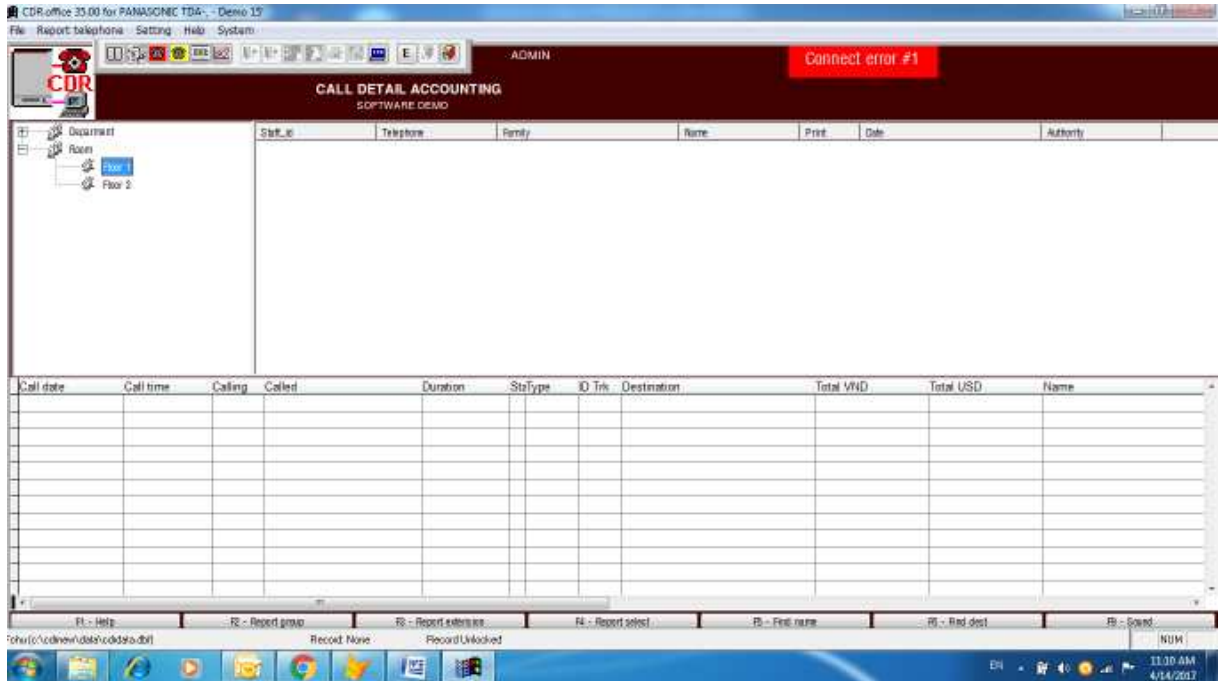 CDR.office 35.00 for PANASONIC TDA-, - Demo 15'
File Report telephone Setting Help System
CDR
ADMIN
Connect error #1
CALL DETAIL ACCOUNTING
SOFTWARE DEMO
Deparment
Room
Floor 1
Floor 2
Staff_id Telephone Family Name Print Date Authority
Call date Call time Calling Called Duration Sta Type ID Trk Destination Total VND Total USD Name
F1 - Help F2 - Report group F3 - Report extension F4 - Report select F5 - Find name F6 - Find dest F9 - Sound
Record: None Record Unlocked NUM
EN
11:10 AM
4/14/2017